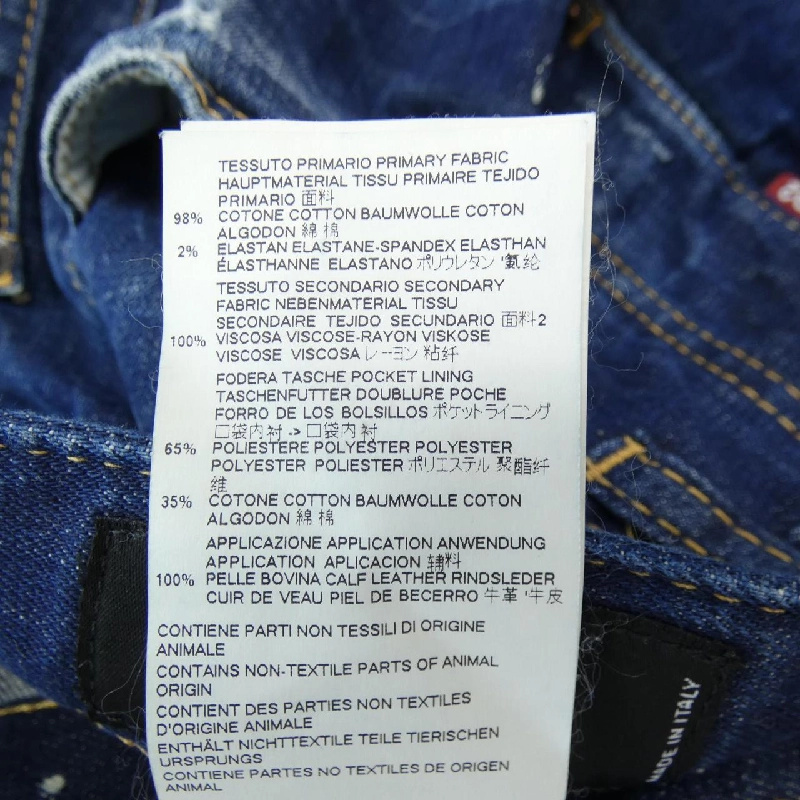 TESSUTO PRIMARIO PRIMARY FABRIC
HAUPTMATERIAL TISSU PRIMAIRE TEJIDO
PRIMARIO 面料
98% COTONE COTTON BAUMWOLLE COTON
ALGODON 綿 棉
2% ELASTAN ELASTANE-SPANDEX ELASTHAN
ÉLASTHANNE ELASTANO ポリウレタン '氨纶
TESSUTO SECONDARIO SECONDARY
FABRIC NEBENMATERIAL TISSU
SECONDAIRE TEJIDO SECUNDARIO 面料2
100% VISCOSA VISCOSE-RAYON VISKOSE
VISCOSE VISCOSA レーヨン 粘纤
FODERA TASCHE POCKET LINING
TASCHENFUTTER DOUBLURE POCHE
FORRO DE LOS BOLSILLOS ポケットライニング
口袋内衬 -> 口袋内衬
65% POLIESTERE POLYESTER POLYESTER
POLYESTER POLIESTER ポリエステル 聚酯纤
维
35% COTONE COTTON BAUMWOLLE COTON
ALGODON 綿 棉
APPLICAZIONE APPLICATION ANWENDUNG
APPLICATION APLICACION 辅料
100% PELLE BOVINA CALF LEATHER RINDSLEDER
CUIR DE VEAU PIEL DE BECERRO 牛革 '牛皮
CONTIENE PARTI NON TESSILI DI ORIGINE
ANIMALE
CONTAINS NON-TEXTILE PARTS OF ANIMAL
ORIGIN
CONTIENT DES PARTIES NON TEXTILES
D'ORIGINE ANIMALE
ENTHÄLT NICHTTEXTILE TEILE TIERISCHEN
URSPRUNGS
CONTIENE PARTES NO TEXTILES DE ORIGEN
ANIMAL
MADE IN ITALY